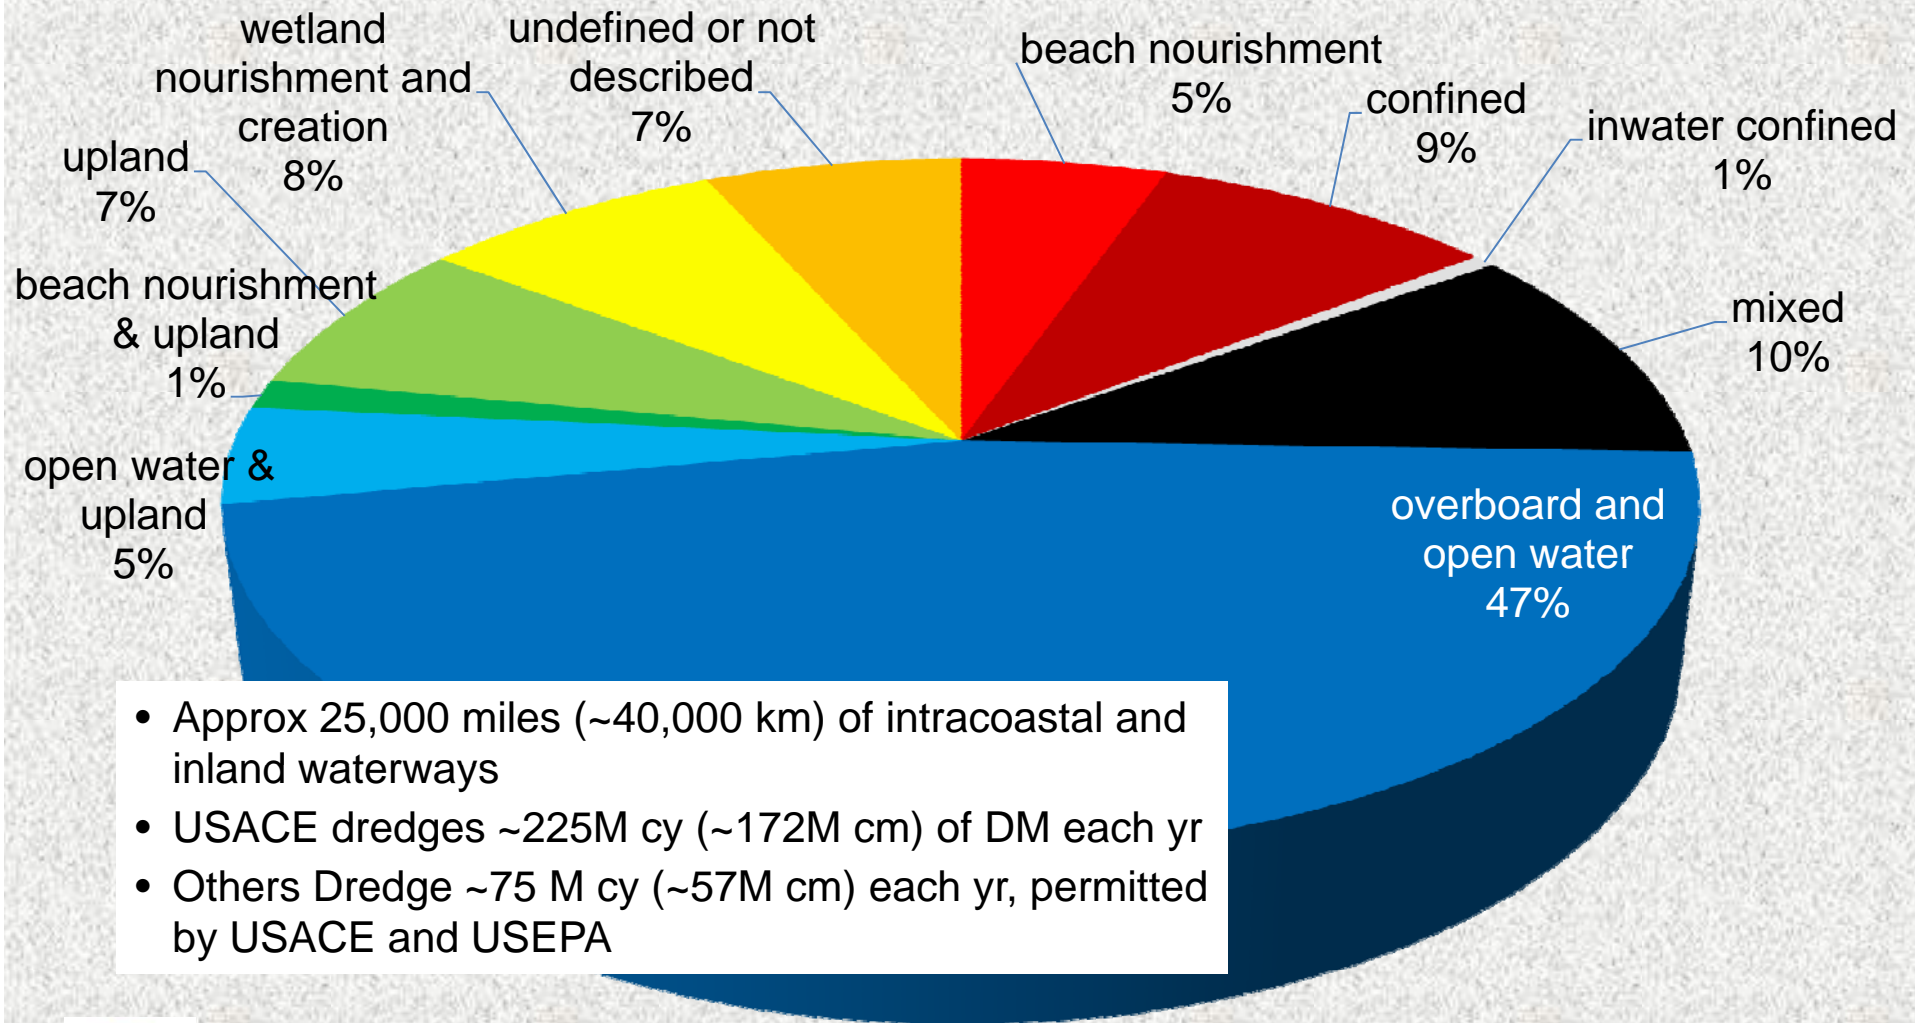 wetland
nourishment and
creation
8%
undefined or not
described
7%
beach nourishment
5%
confined
9%
inwater confined
1%
upland
7%
mixed
10%
beach nourishment
& upland
1%
open water &
upland
5%
overboard and
open water
47%
• Approx 25,000 miles (~40,000 km) of intracoastal and
inland waterways
• USACE dredges ~225M cy (~172M cm) of DM each yr
• Others Dredge ~75 M cy (~57M cm) each yr, permitted
by USACE and USEPA